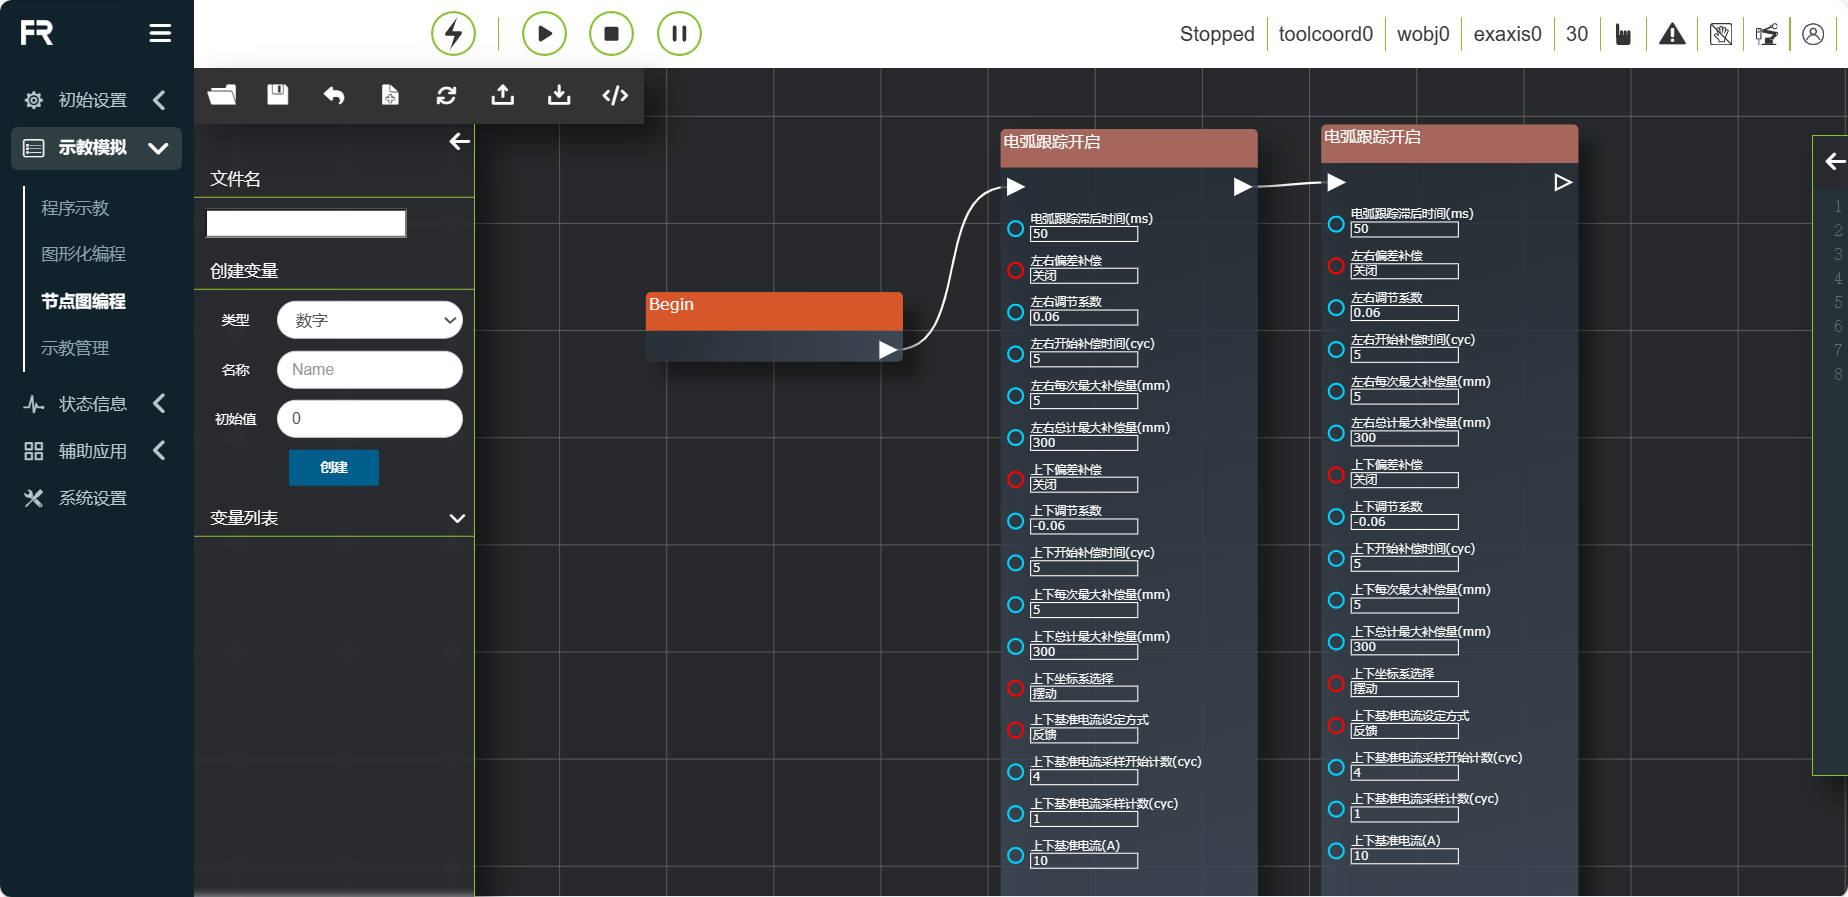 FR
Stopped
toolcoord0
wobj0
exaxis0
30
初始设置
示教模拟
程序示教
图形化编程
节点图编程
示教管理
状态信息
辅助应用
系统设置
文件名
创建变量
类型
数字
名称
Name
初始值
0
创建
变量列表
Begin
电弧跟踪开启
电弧跟踪滞后时间(ms)
50
左右偏差补偿
关闭
左右调节系数
0.06
左右开始补偿时间(cyc)
5
左右每次最大补偿量(mm)
5
左右总计最大补偿量(mm)
300
上下偏差补偿
关闭
上下调节系数
-0.06
上下开始补偿时间(cyc)
5
上下每次最大补偿量(mm)
5
上下总计最大补偿量(mm)
300
上下坐标系选择
摆动
上下基准电流设定方式
反馈
上下基准电流采样开始计数(cyc)
4
上下基准电流采样计数(cyc)
1
上下基准电流(A)
10
电弧跟踪开启
电弧跟踪滞后时间(ms)
50
左右偏差补偿
关闭
左右调节系数
0.06
左右开始补偿时间(cyc)
5
左右每次最大补偿量(mm)
5
左右总计最大补偿量(mm)
300
上下偏差补偿
关闭
上下调节系数
-0.06
上下开始补偿时间(cyc)
5
上下每次最大补偿量(mm)
5
上下总计最大补偿量(mm)
300
上下坐标系选择
摆动
上下基准电流设定方式
反馈
上下基准电流采样开始计数(cyc)
4
上下基准电流采样计数(cyc)
1
上下基准电流(A)
10
1
2
3
4
5
6
7
8